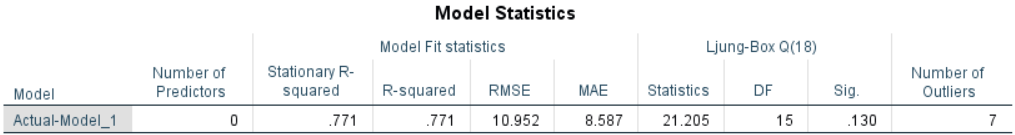 Model Statistics
Model Fit statistics Ljung-Box Q(18)
Model Number of Predictors Stationary R-squared R-squared RMSE MAE Statistics DF Sig. Number of Outliers
Actual-Model_1 0 .771 .771 10.952 8.587 21.205 15 .130 7